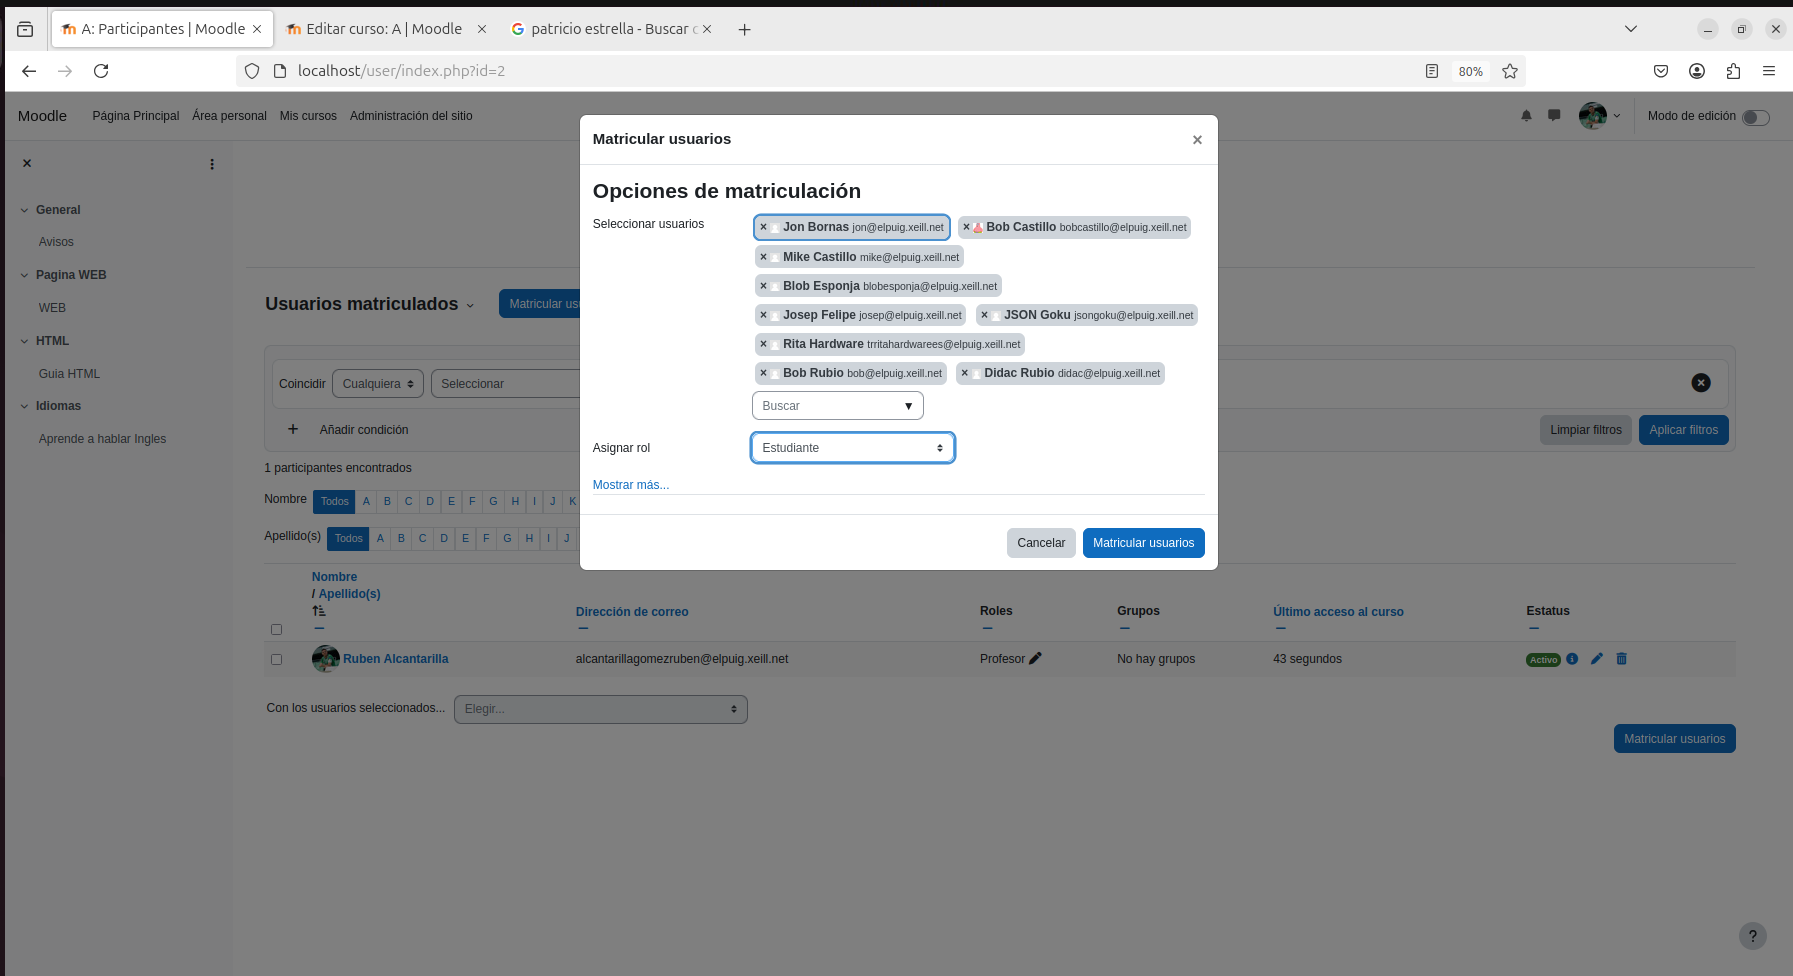 A: Participantes | Moodle
Editar curso: A | Moodle
patricio estrella - Buscar c
localhost/user/index.php?id=2
80%
Moodle
Página Principal
Área personal
Mis cursos
Administración del sitio
Modo de edición
General
Avisos
Pagina WEB
WEB
HTML
Guia HTML
Idiomas
Aprende a hablar Ingles
Matricular usuarios
×
Opciones de matriculación
Seleccionar usuarios
× Jon Bornas jon@elpuig.xeill.net
× Bob Castillo bobcastillo@elpuig.xeill.net
× Mike Castillo mike@elpuig.xeill.net
× Blob Esponja blobesponja@elpuig.xeill.net
× Josep Felipe josep@elpuig.xeill.net
× JSON Goku jsongoku@elpuig.xeill.net
× Rita Hardware trritahardwarees@elpuig.xeill.net
× Bob Rubio bob@elpuig.xeill.net
× Didac Rubio didac@elpuig.xeill.net
Buscar ▼
Asignar rol
Estudiante
Mostrar más...
Cancelar
Matricular usuarios
Usuarios matriculados
Matricular usu
Coincidir
Cualquiera
Seleccionar
+ Añadir condición
Limpiar filtros
Aplicar filtros
1 participantes encontrados
Nombre Todos A B C D E F G H I J K
Apellido(s) Todos A B C D E F G H I J
Nombre
/ Apellido(s)
Dirección de correo
Roles
Grupos
Último acceso al curso
Estatus
Ruben Alcantarilla
alcantarillagomezruben@elpuig.xeill.net
Profesor
No hay grupos
43 segundos
Activo
Con los usuarios seleccionados...
Elegir...
Matricular usuarios
?